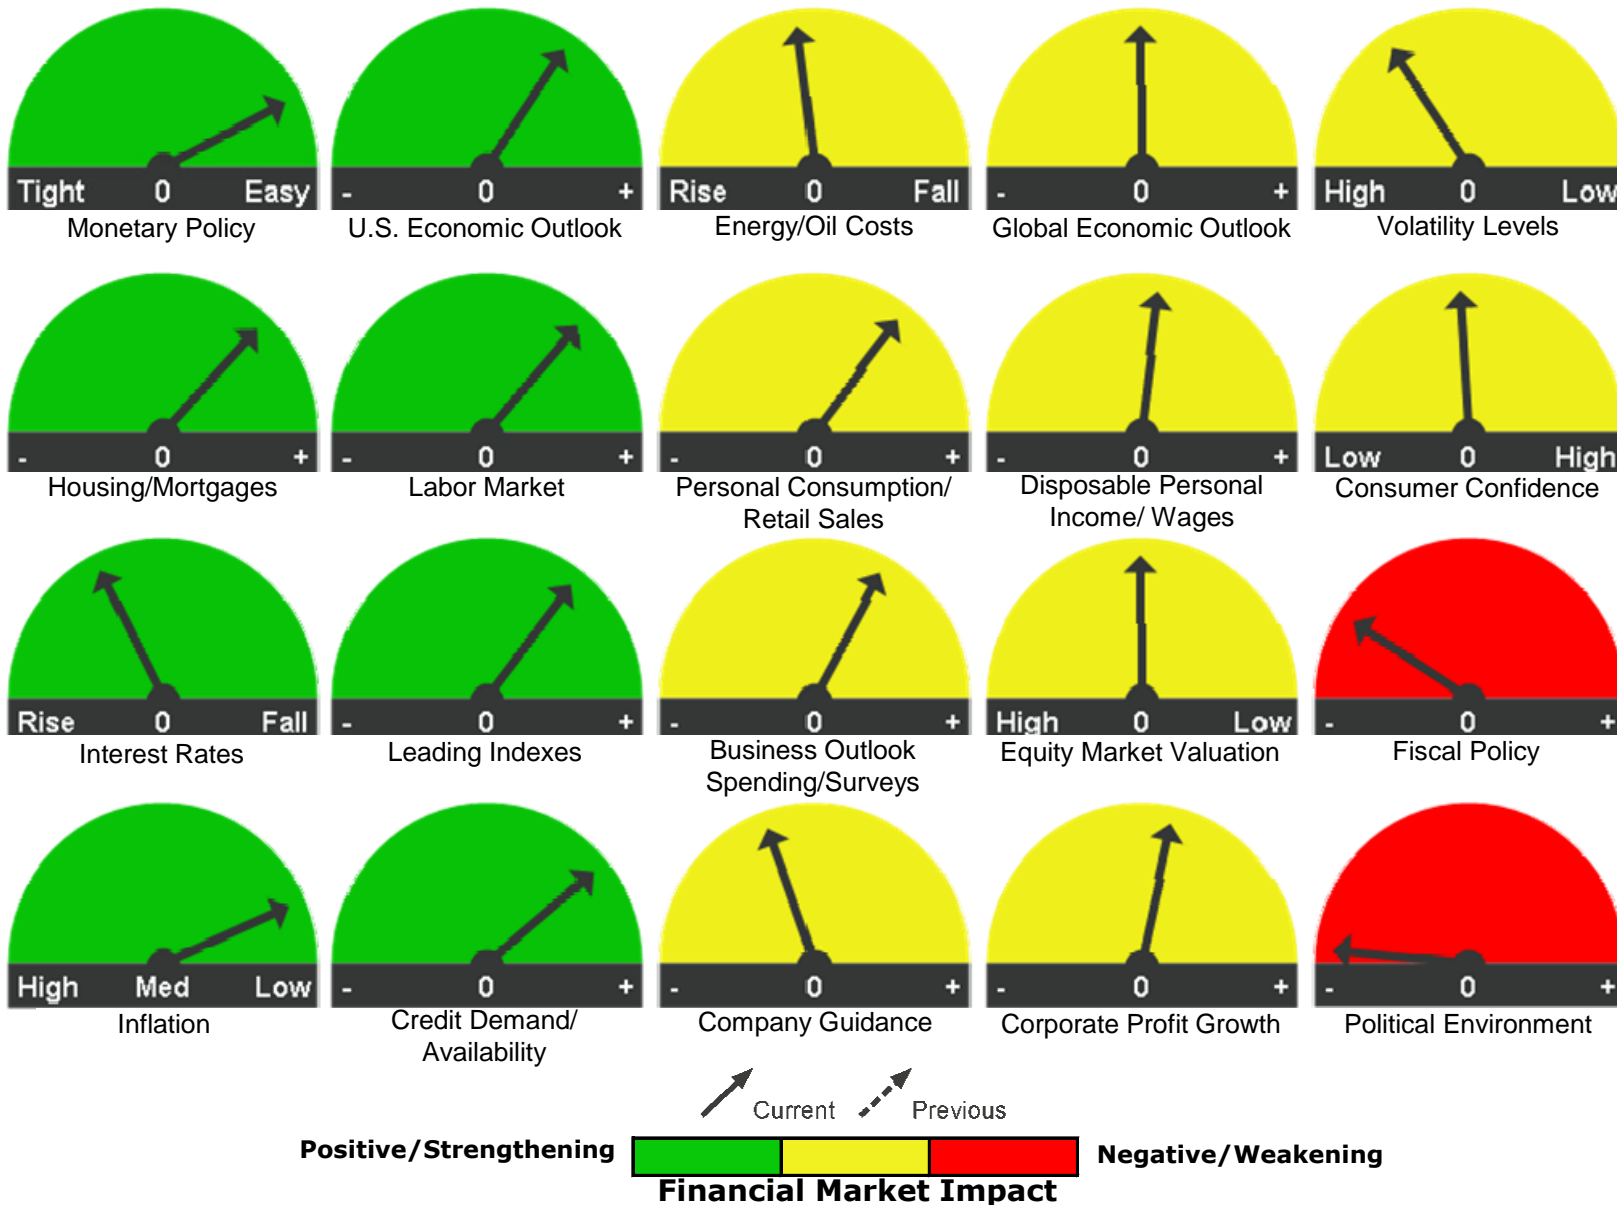 Tight 0 Easy
Monetary Policy
- 0 +
U.S. Economic Outlook
Rise 0 Fall
Energy/Oil Costs
- 0 +
Global Economic Outlook
High 0 Low
Volatility Levels
- 0 +
Housing/Mortgages
- 0 +
Labor Market
- 0 +
Personal Consumption/
Retail Sales
- 0 +
Disposable Personal
Income/ Wages
Low 0 High
Consumer Confidence
Rise 0 Fall
Interest Rates
- 0 +
Leading Indexes
- 0 +
Business Outlook
Spending/Surveys
High 0 Low
Equity Market Valuation
- 0 +
Fiscal Policy
High Med Low
Inflation
- 0 +
Credit Demand/
Availability
- 0 +
Company Guidance
- 0 +
Corporate Profit Growth
- 0 +
Political Environment
Current Previous
Positive/Strengthening Negative/Weakening
Financial Market Impact